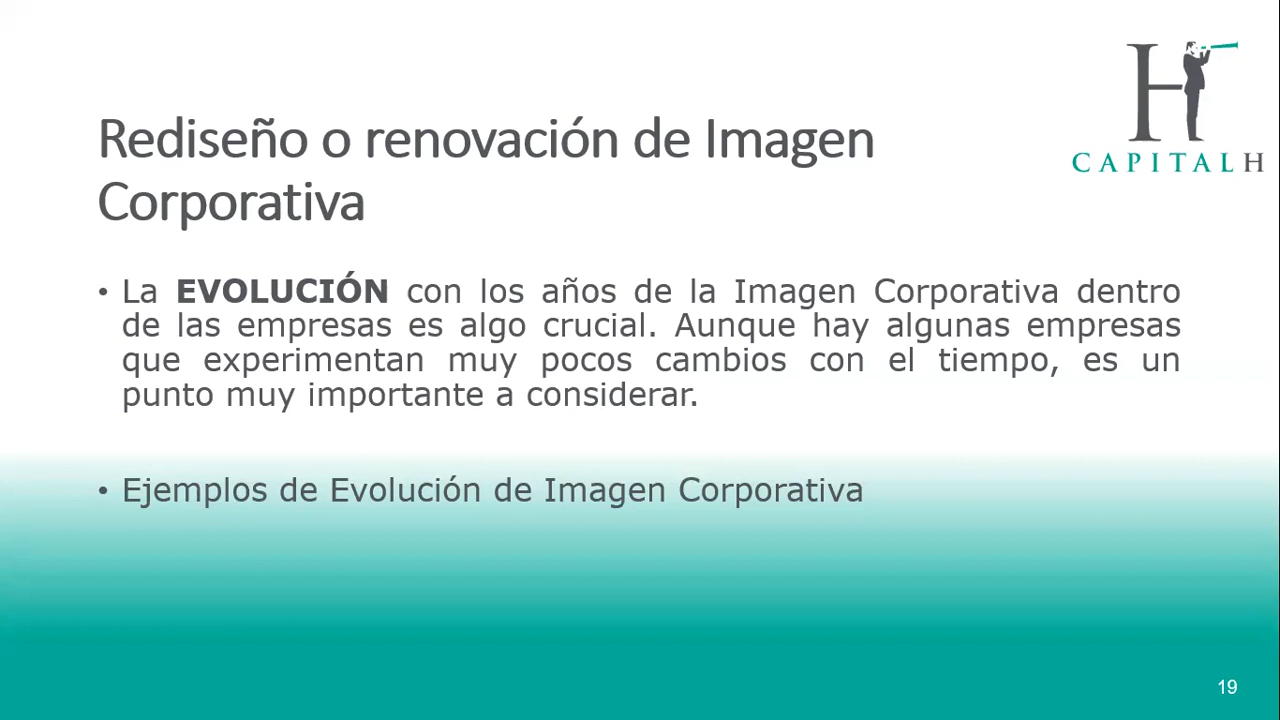 Rediseño o renovación de Imagen
Corporativa
H
CAPITALH
• La EVOLUCIÓN con los años de la Imagen Corporativa dentro
de las empresas es algo crucial. Aunque hay algunas empresas
que experimentan muy pocos cambios con el tiempo, es un
punto muy importante a considerar.
• Ejemplos de Evolución de Imagen Corporativa
19